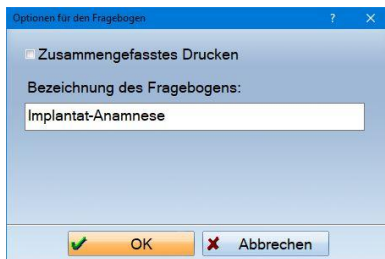 Optionen für den Fragebogen ? ×
Zusammengefasstes Drucken
Bezeichnung des Fragebogens:
Implantat-Anamnese
OK Abbrechen